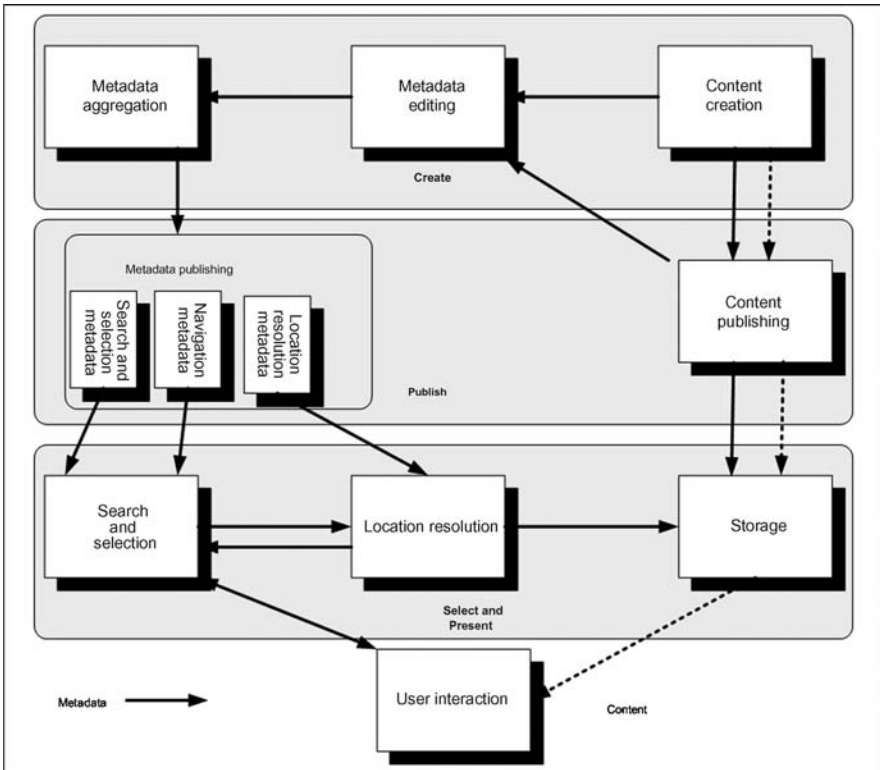 Metadata
aggregation
Metadata
editing
Content
creation
Create
Metadata publishing
Search and
selection
metadata
Navigation
metadata
Location
resolution
metadata
Content
publishing
Publish
Search
and
selection
Location resolution
Storage
Select and
Present
User interaction
Metadata
Content